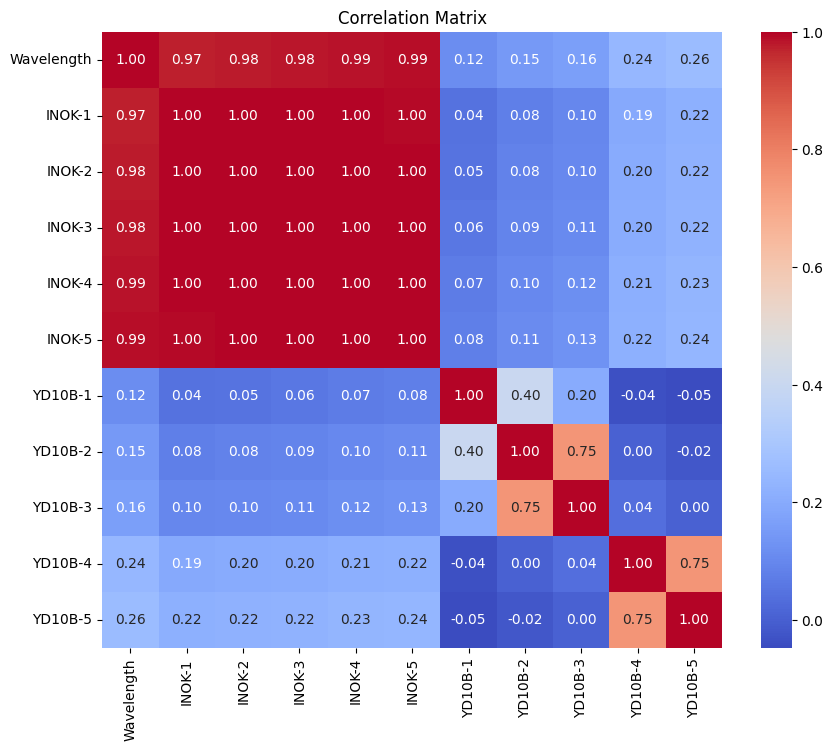 Correlation Matrix
Wavelength 1.00 0.97 0.98 0.98 0.99 0.99 0.12 0.15 0.16 0.24 0.26
INOK-1 0.97 1.00 1.00 1.00 1.00 1.00 0.04 0.08 0.10 0.19 0.22
INOK-2 0.98 1.00 1.00 1.00 1.00 1.00 0.05 0.08 0.10 0.20 0.22
INOK-3 0.98 1.00 1.00 1.00 1.00 1.00 0.06 0.09 0.11 0.20 0.22
INOK-4 0.99 1.00 1.00 1.00 1.00 1.00 0.07 0.10 0.12 0.21 0.23
INOK-5 0.99 1.00 1.00 1.00 1.00 1.00 0.08 0.11 0.13 0.22 0.24
YD10B-1 0.12 0.04 0.05 0.06 0.07 0.08 1.00 0.40 0.20 -0.04 -0.05
YD10B-2 0.15 0.08 0.08 0.09 0.10 0.11 0.40 1.00 0.75 0.00 -0.02
YD10B-3 0.16 0.10 0.10 0.11 0.12 0.13 0.20 0.75 1.00 0.04 0.00
YD10B-4 0.24 0.19 0.20 0.20 0.21 0.22 -0.04 0.00 0.04 1.00 0.75
YD10B-5 0.26 0.22 0.22 0.22 0.23 0.24 -0.05 -0.02 0.00 0.75 1.00
Wavelength INOK-1 INOK-2 INOK-3 INOK-4 INOK-5 YD10B-1 YD10B-2 YD10B-3 YD10B-4 YD10B-5
1.0
0.8
0.6
0.4
0.2
0.0